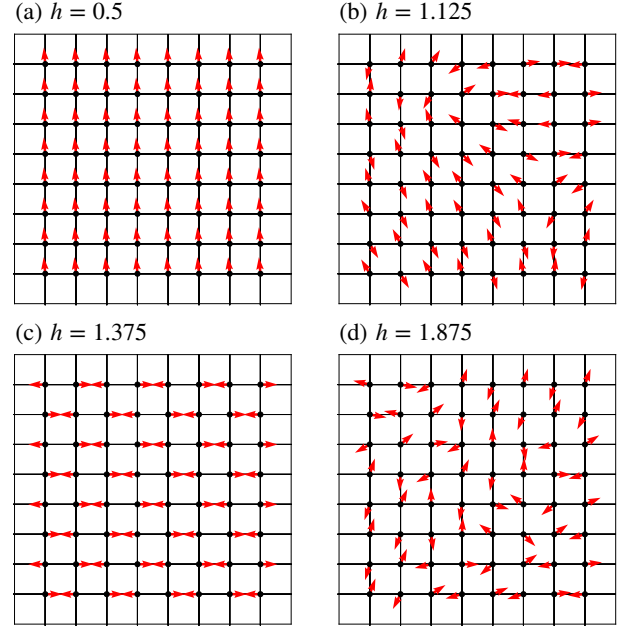 (a) h = 0.5
(b) h = 1.125
(c) h = 1.375
(d) h = 1.875